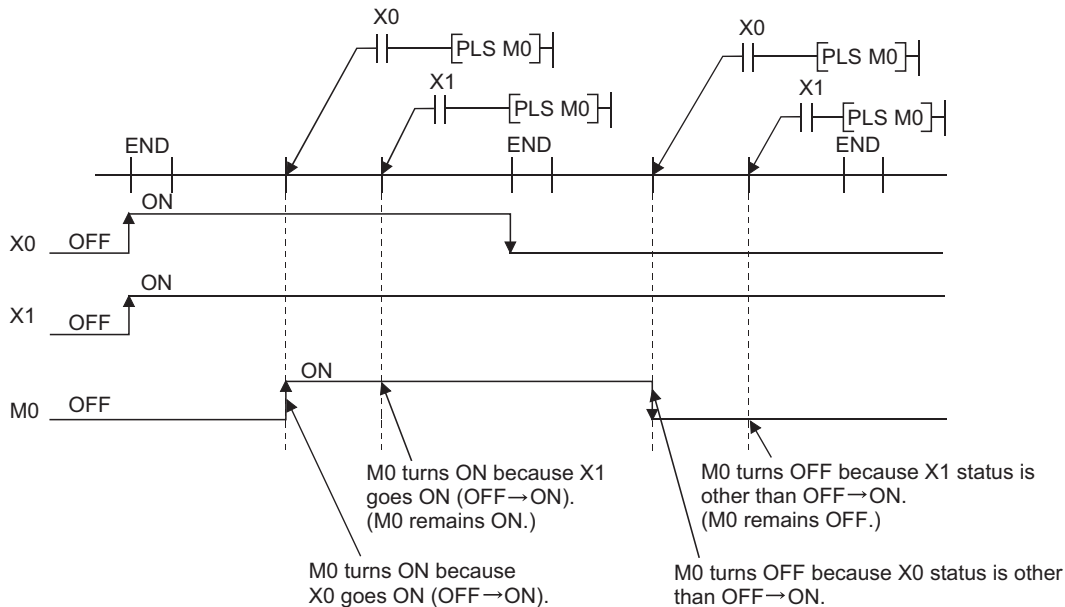 X0
[PLS M0]
X1
[PLS M0]
X0
[PLS M0]
X1
[PLS M0]
END
END
END
ON
X0 OFF
ON
X1 OFF
ON
M0 OFF
M0 turns ON because X1
goes ON (OFF→ON).
(M0 remains ON.)
M0 turns OFF because X1 status is
other than OFF→ON.
(M0 remains OFF.)
M0 turns ON because
X0 goes ON (OFF→ON).
M0 turns OFF because X0 status is other
than OFF→ON.